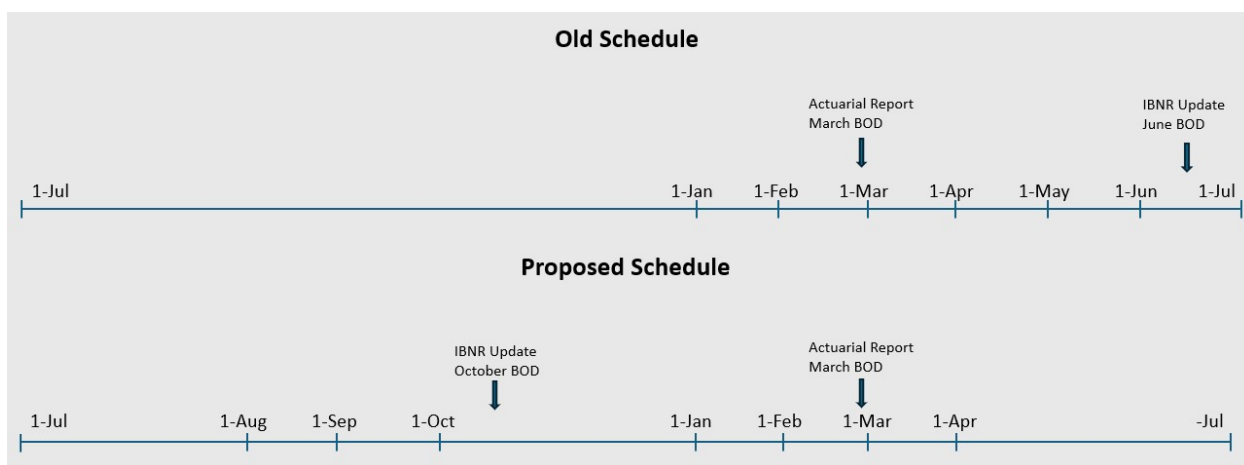 Old Schedule
Actuarial Report
March BOD
IBNR Update
June BOD
1-Jul 1-Jan 1-Feb 1-Mar 1-Apr 1-May 1-Jun 1-Jul
Proposed Schedule
IBNR Update
October BOD
Actuarial Report
March BOD
1-Jul 1-Aug 1-Sep 1-Oct 1-Jan 1-Feb 1-Mar 1-Apr -Jul